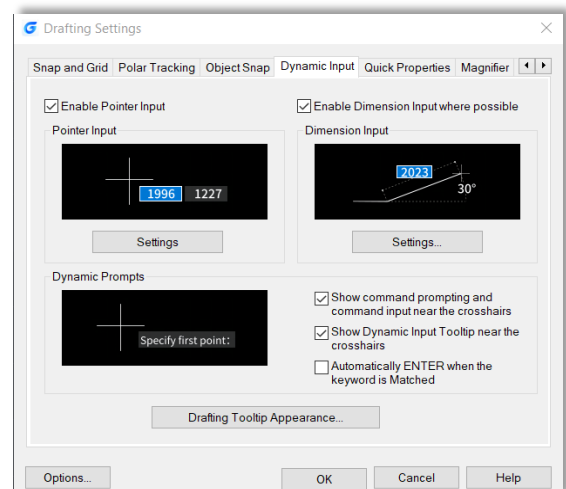 Drafting Settings
Snap and Grid Polar Tracking Object Snap Dynamic Input Quick Properties Magnifier
Enable Pointer Input
Enable Dimension Input where possible
Pointer Input
Dimension Input
1996 1227
2023
30°
Settings
Settings...
Dynamic Prompts
Specify first point:
Show command prompting and
command input near the crosshairs
Show Dynamic Input Tooltip near the
crosshairs
Automatically ENTER when the
keyword is Matched
Drafting Tooltip Appearance...
Options...
OK
Cancel
Help